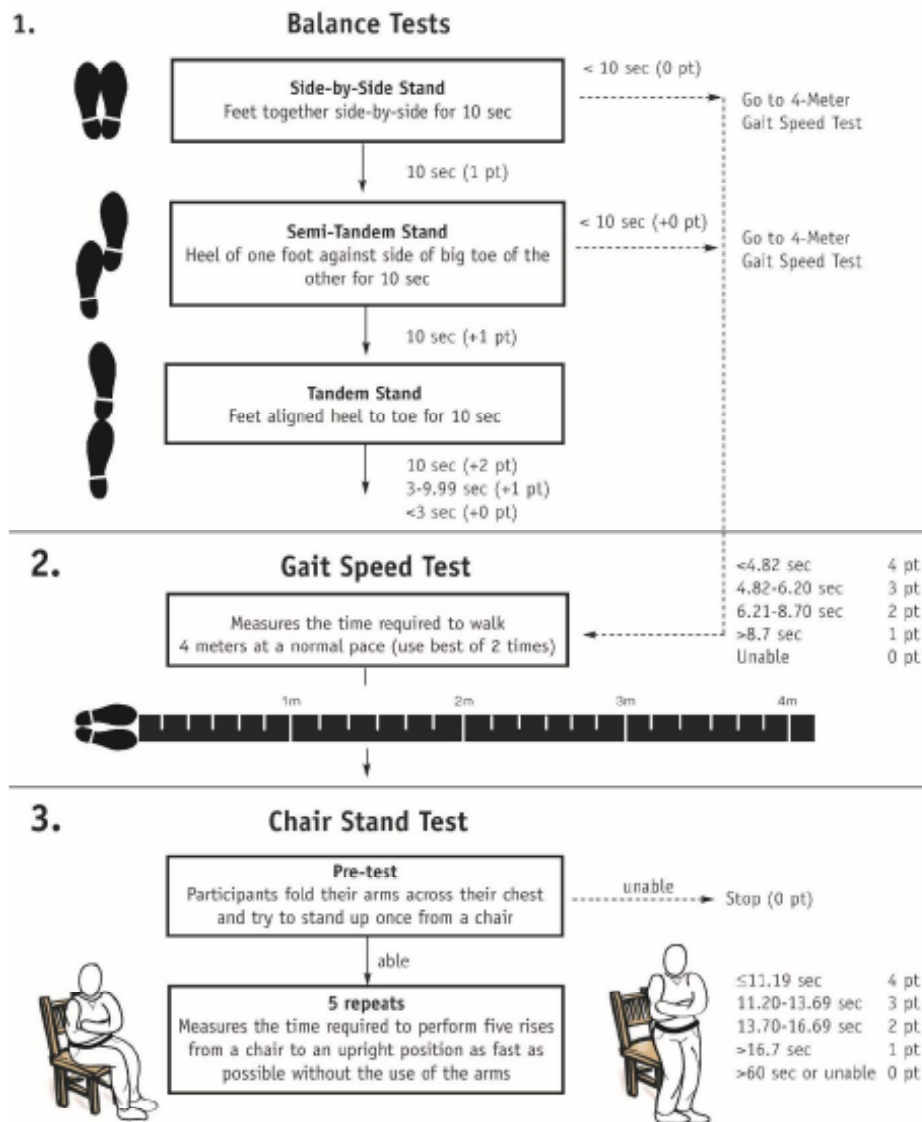 1.
Balance Tests
Side-by-Side Stand
Feet together side-by-side for 10 sec
< 10 sec (0 pt)
Go to 4-Meter
Gait Speed Test
10 sec (1 pt)
Semi-Tandem Stand
Heel of one foot against side of big toe of the
other for 10 sec
< 10 sec (+0 pt)
Go to 4-Meter
Gait Speed Test
10 sec (+1 pt)
Tandem Stand
Feet aligned heel to toe for 10 sec
10 sec (+2 pt)
3-9.99 sec (+1 pt)
<3 sec (+0 pt)
2.
Gait Speed Test
Measures the time required to walk
4 meters at a normal pace (use best of 2 times)
<4.82 sec 4 pt
4.82-6.20 sec 3 pt
6.21-8.70 sec 2 pt
>8.7 sec 1 pt
Unable 0 pt
1m 2m 3m 4m
3.
Chair Stand Test
Pre-test
Participants fold their arms across their chest
and try to stand up once from a chair
unable
Stop (0 pt)
able
5 repeats
Measures the time required to perform five rises
from a chair to an upright position as fast as
possible without the use of the arms
≤11.19 sec 4 pt
11.20-13.69 sec 3 pt
13.70-16.69 sec 2 pt
>16.7 sec 1 pt
>60 sec or unable 0 pt